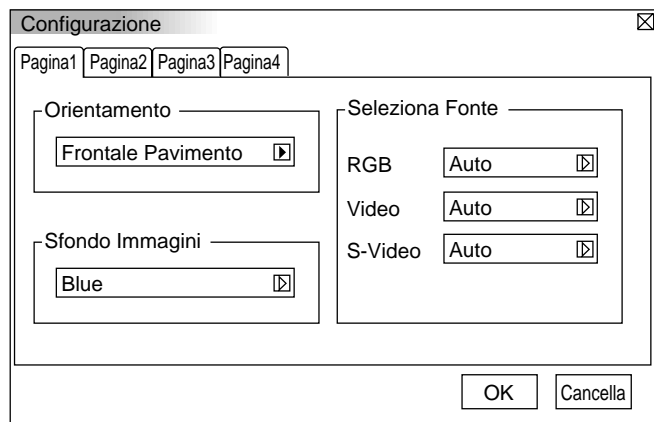 Configurazione
Pagina1 Pagina2 Pagina3 Pagina4
Orientamento
Frontale Pavimento
Sfondo Immagini
Blue
Seleziona Fonte
RGB Auto
Video Auto
S-Video Auto
OK Cancella